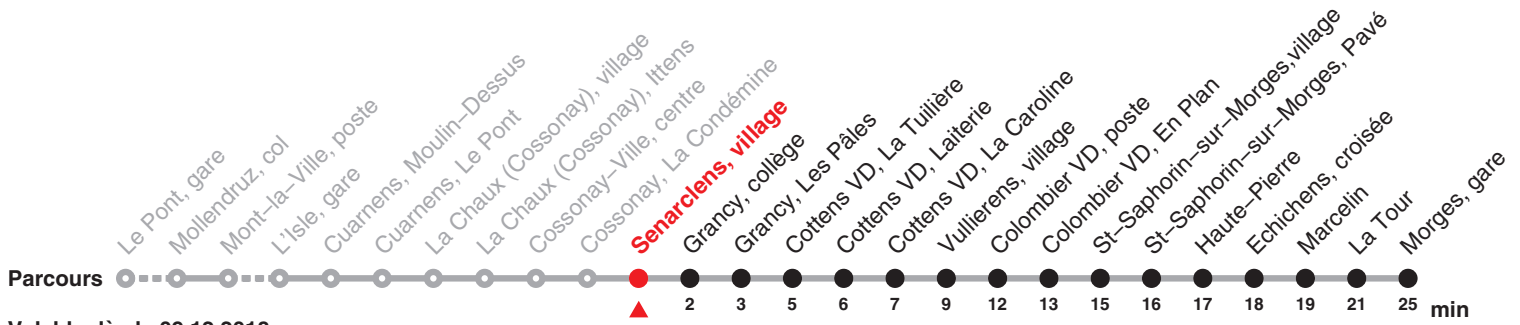 Le Pont, gare
Mollendruz, col
Mont–la–Ville, poste
L'Isle, gare
Cuarnens, Moulin–Dessus
Cuarnens, Le Pont
La Chaux (Cossonay), village
La Chaux (Cossonay), Ittens
Cossonay–Ville, centre
Cossonay, La Condémine
Senarclens, village
Grancy, collège
Grancy, Les Pâles
Cottens VD, La Tuilière
Cottens VD, Laiterie
Cottens VD, La Caroline
Vullierens, village
Colombier VD, poste
Colombier VD, En Plan
St–Saphorin–sur–Morges,village
St–Saphorin–sur–Morges, Pavé
Haute–Pierre
Echichens, croisée
Marcelin
La Tour
Morges, gare
Parcours
2 3 5 6 7 9 12 13 15 16 17 18 19 21 25 min